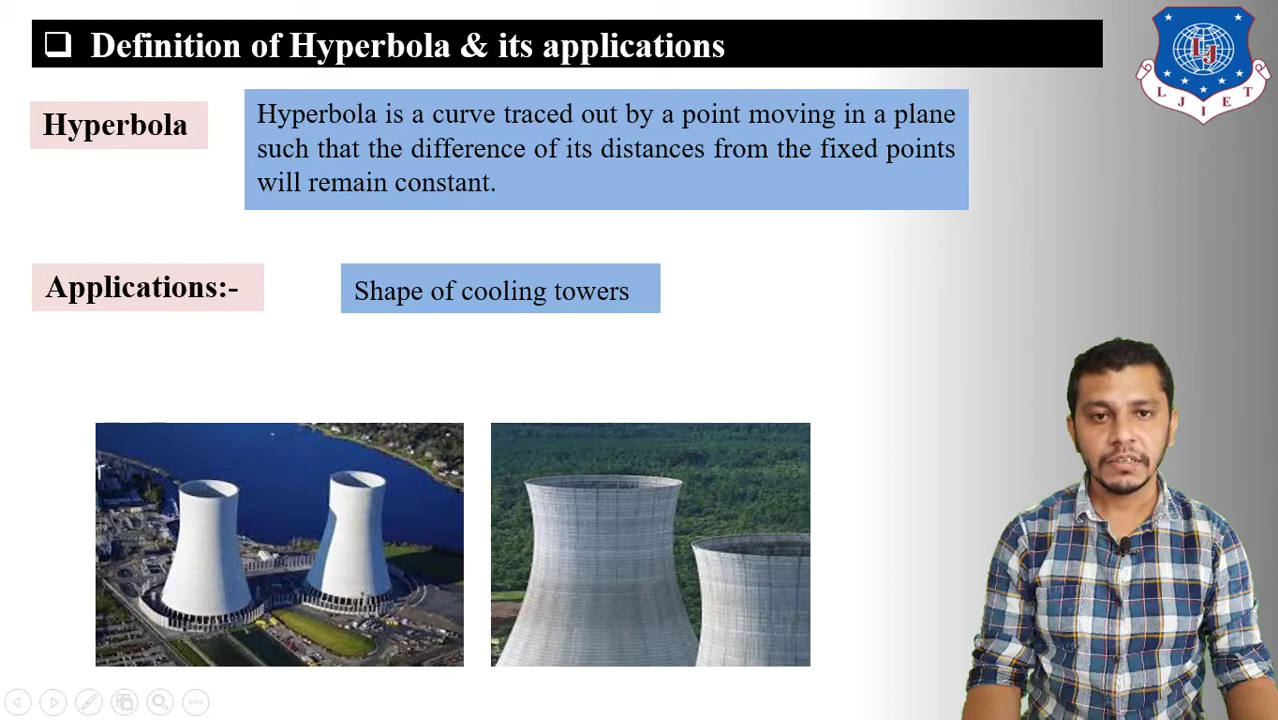 Definition of Hyperbola & its applications
L J I E T
LJ
Hyperbola
Hyperbola is a curve traced out by a point moving in a plane
such that the difference of its distances from the fixed points
will remain constant.
Applications:-
Shape of cooling towers